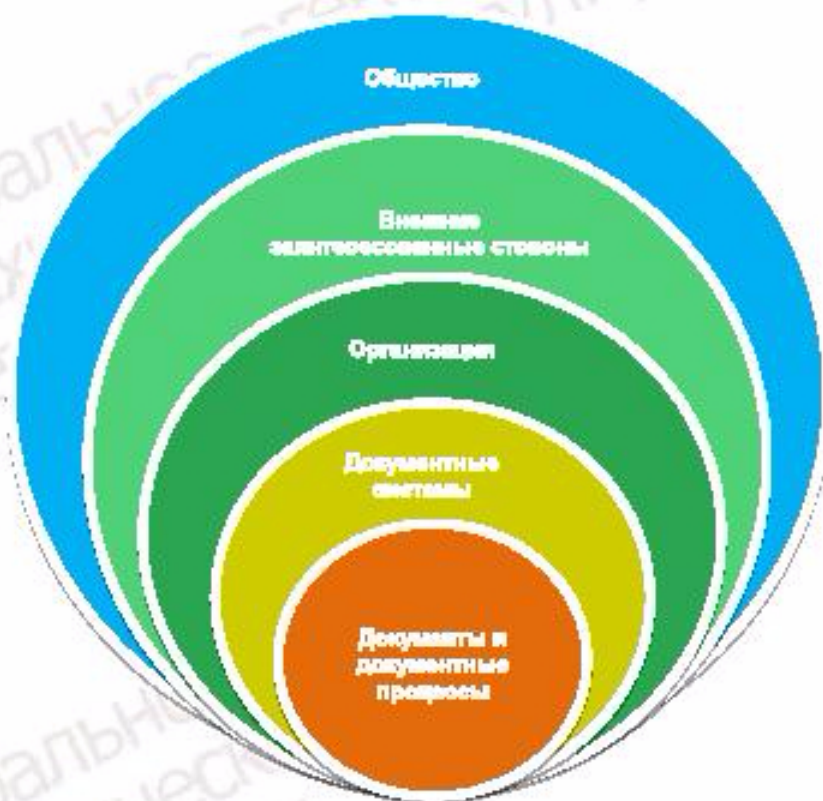 Общество
Внешние
заинтересованные стороны
Организация
Документные
системы
Документы и
документные
процессы